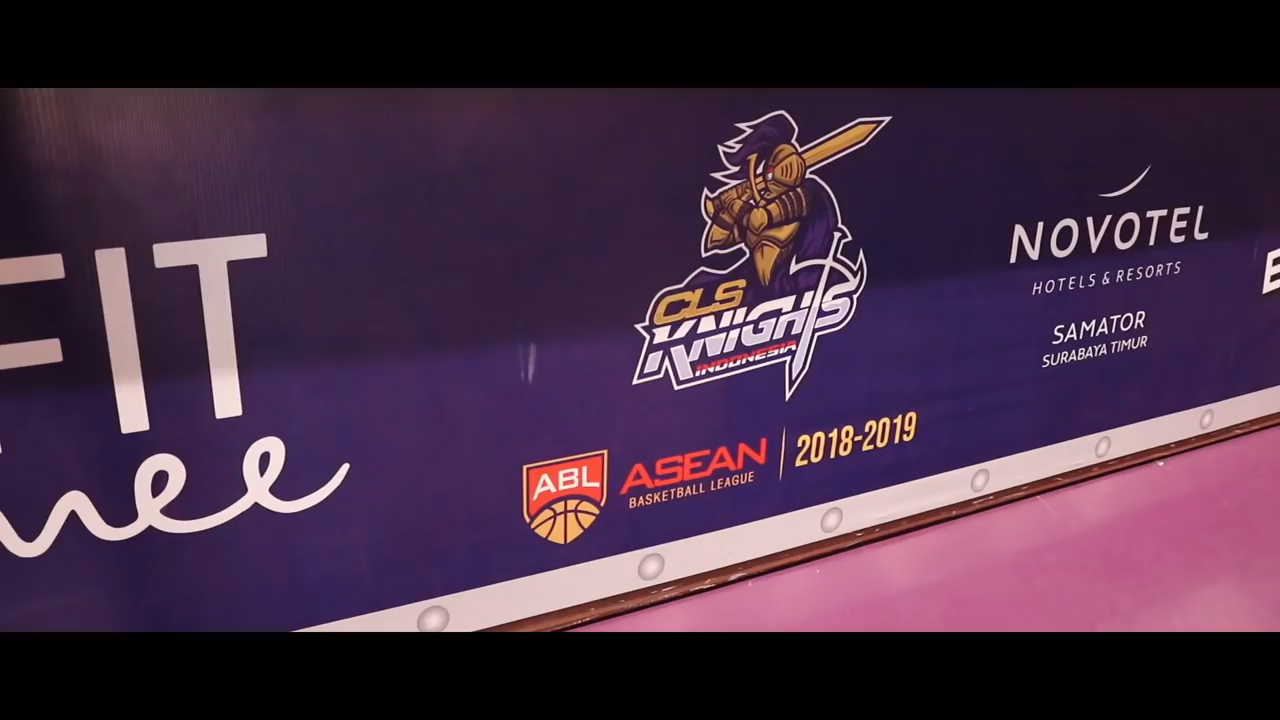 FIT
CLS
KNIGHTS
INDONESIA
ABL
ASEAN
BASKETBALL LEAGUE
2018-2019
NOVOTEL
HOTELS & RESORTS
SAMATOR
SURABAYA TIMUR